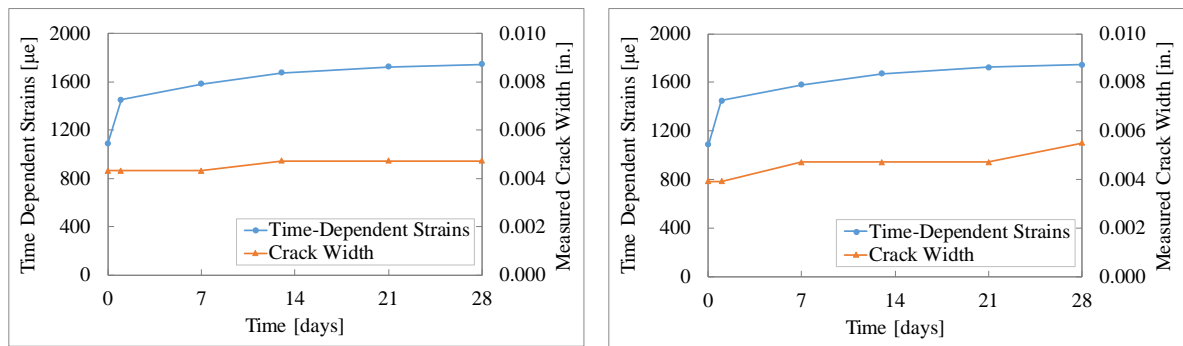 Time Dependent Strains [µe]
2000
1600
1200
800
400
0
0.010
0.008
0.006
0.004
0.002
0.000
Measured Crack Width [in.]
Time-Dependent Strains
Crack Width
0 7 14 21 28
Time [days]
Time Dependent Strains [µe]
2000
1600
1200
800
400
0
0.010
0.008
0.006
0.004
0.002
0.000
Measured Crack Width [in.]
Time-Dependent Strains
Crack Width
0 7 14 21 28
Time [days]